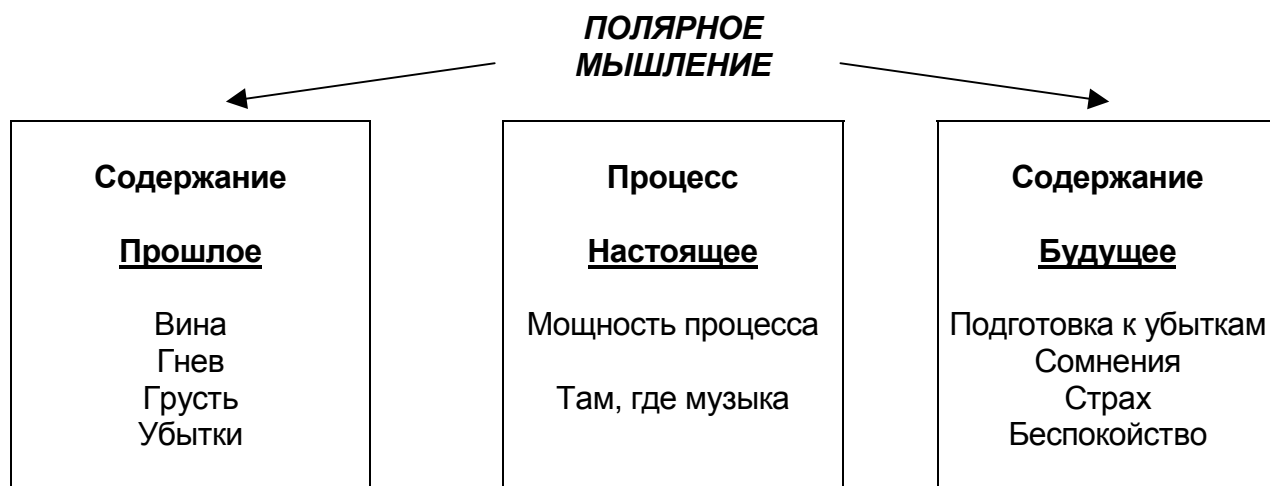 ПОЛЯРНОЕ
МЫШЛЕНИЕ
Содержание
Прошлое
Вина
Гнев
Грусть
Убытки
Процесс
Настоящее
Мощность процесса
Там, где музыка
Содержание
Будущее
Подготовка к убыткам
Сомнения
Страх
Беспокойство